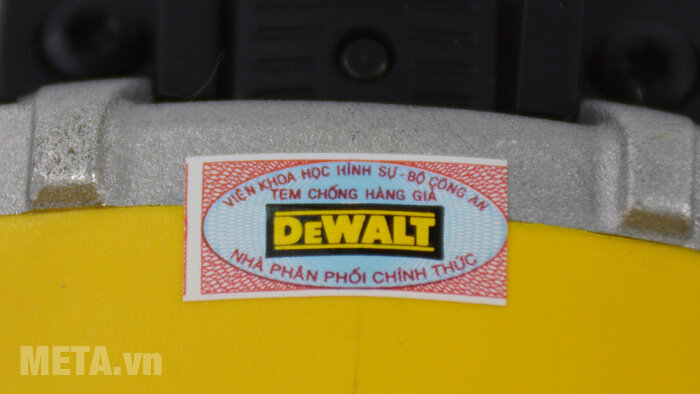 VIỆN KHOA HỌC HÌNH SỰ - BỘ CÔNG AN
TEM CHỐNG HÀNG GIẢ
DEWALT
NHÀ PHÂN PHỐI CHÍNH THỨC
META.vn